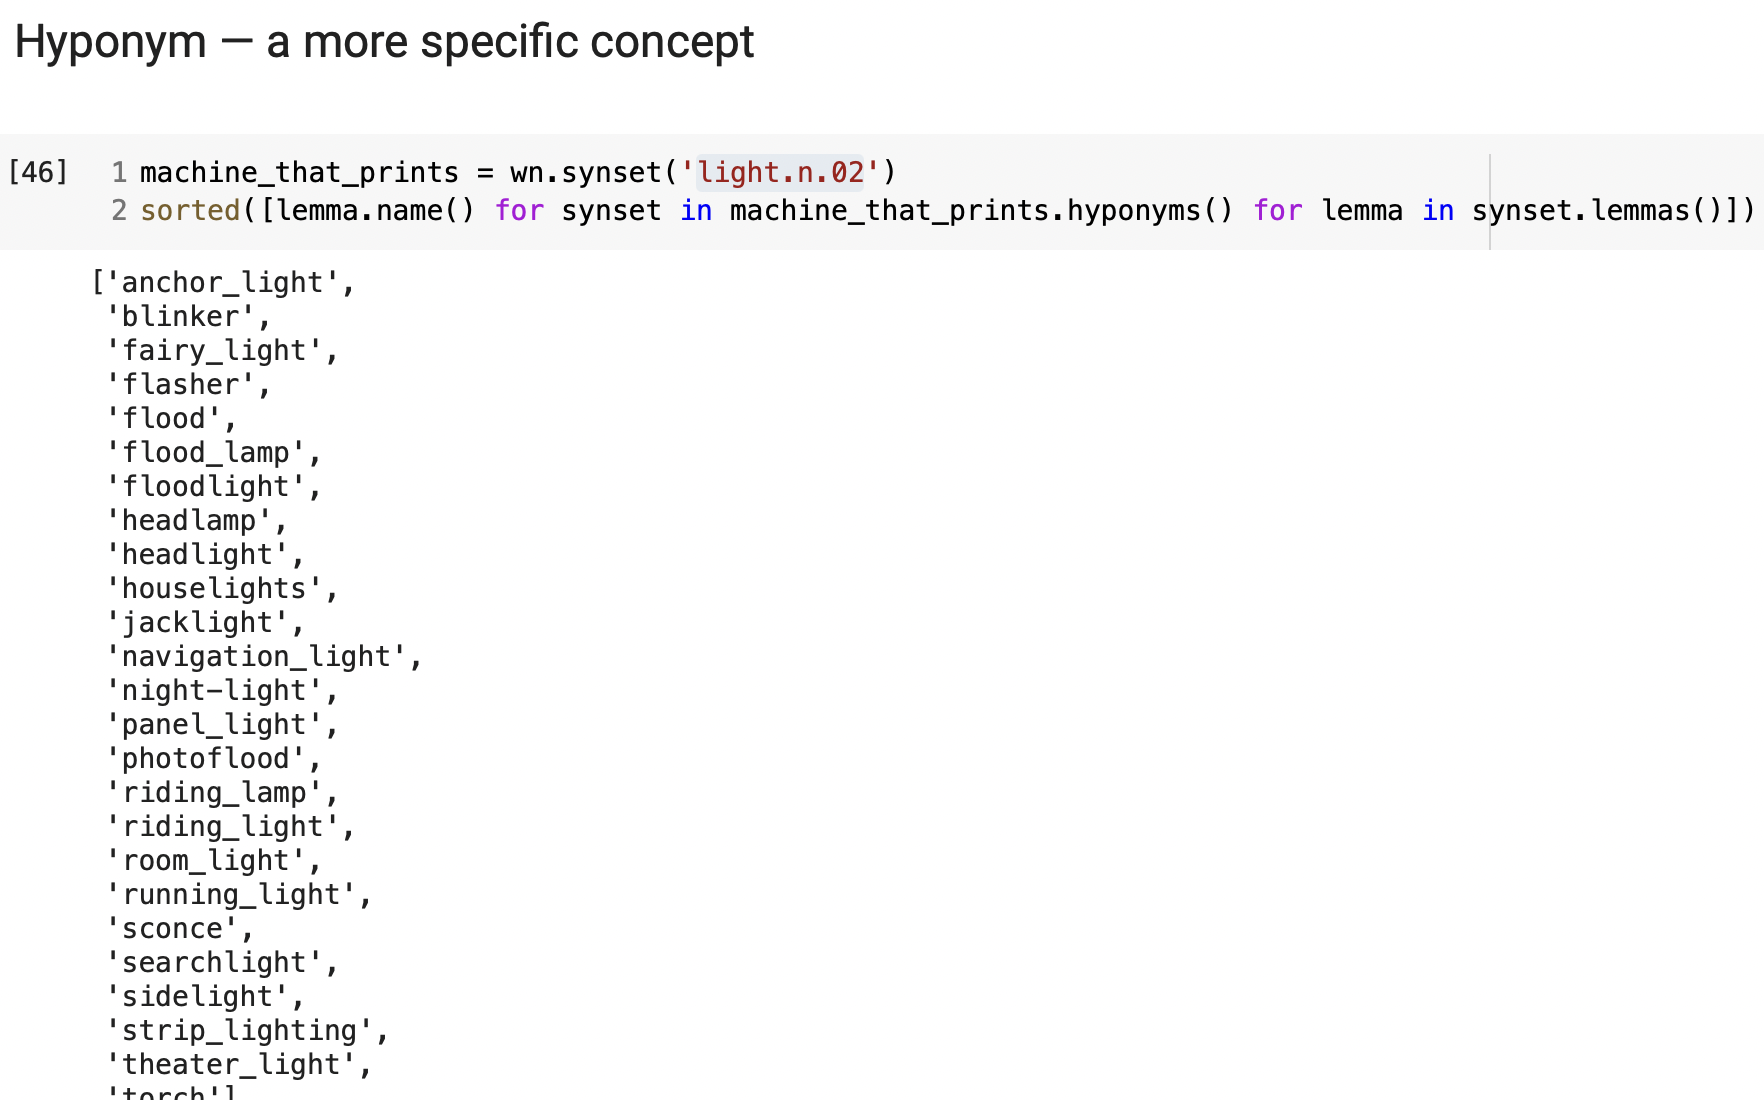 Hyponym — a more specific concept
[46] 1 machine_that_prints = wn.synset('light.n.02')
2 sorted([lemma.name() for synset in machine_that_prints.hyponyms() for lemma in synset.lemmas()])
['anchor_light',
'blinker',
'fairy_light',
'flasher',
'flood',
'flood_lamp',
'floodlight',
'headlamp',
'headlight',
'houselights',
'jacklight',
'navigation_light',
'night-light',
'panel_light',
'photoflood',
'riding_lamp',
'riding_light',
'room_light',
'running_light',
'sconce',
'searchlight',
'sidelight',
'strip_lighting',
'theater_light',
'torch']